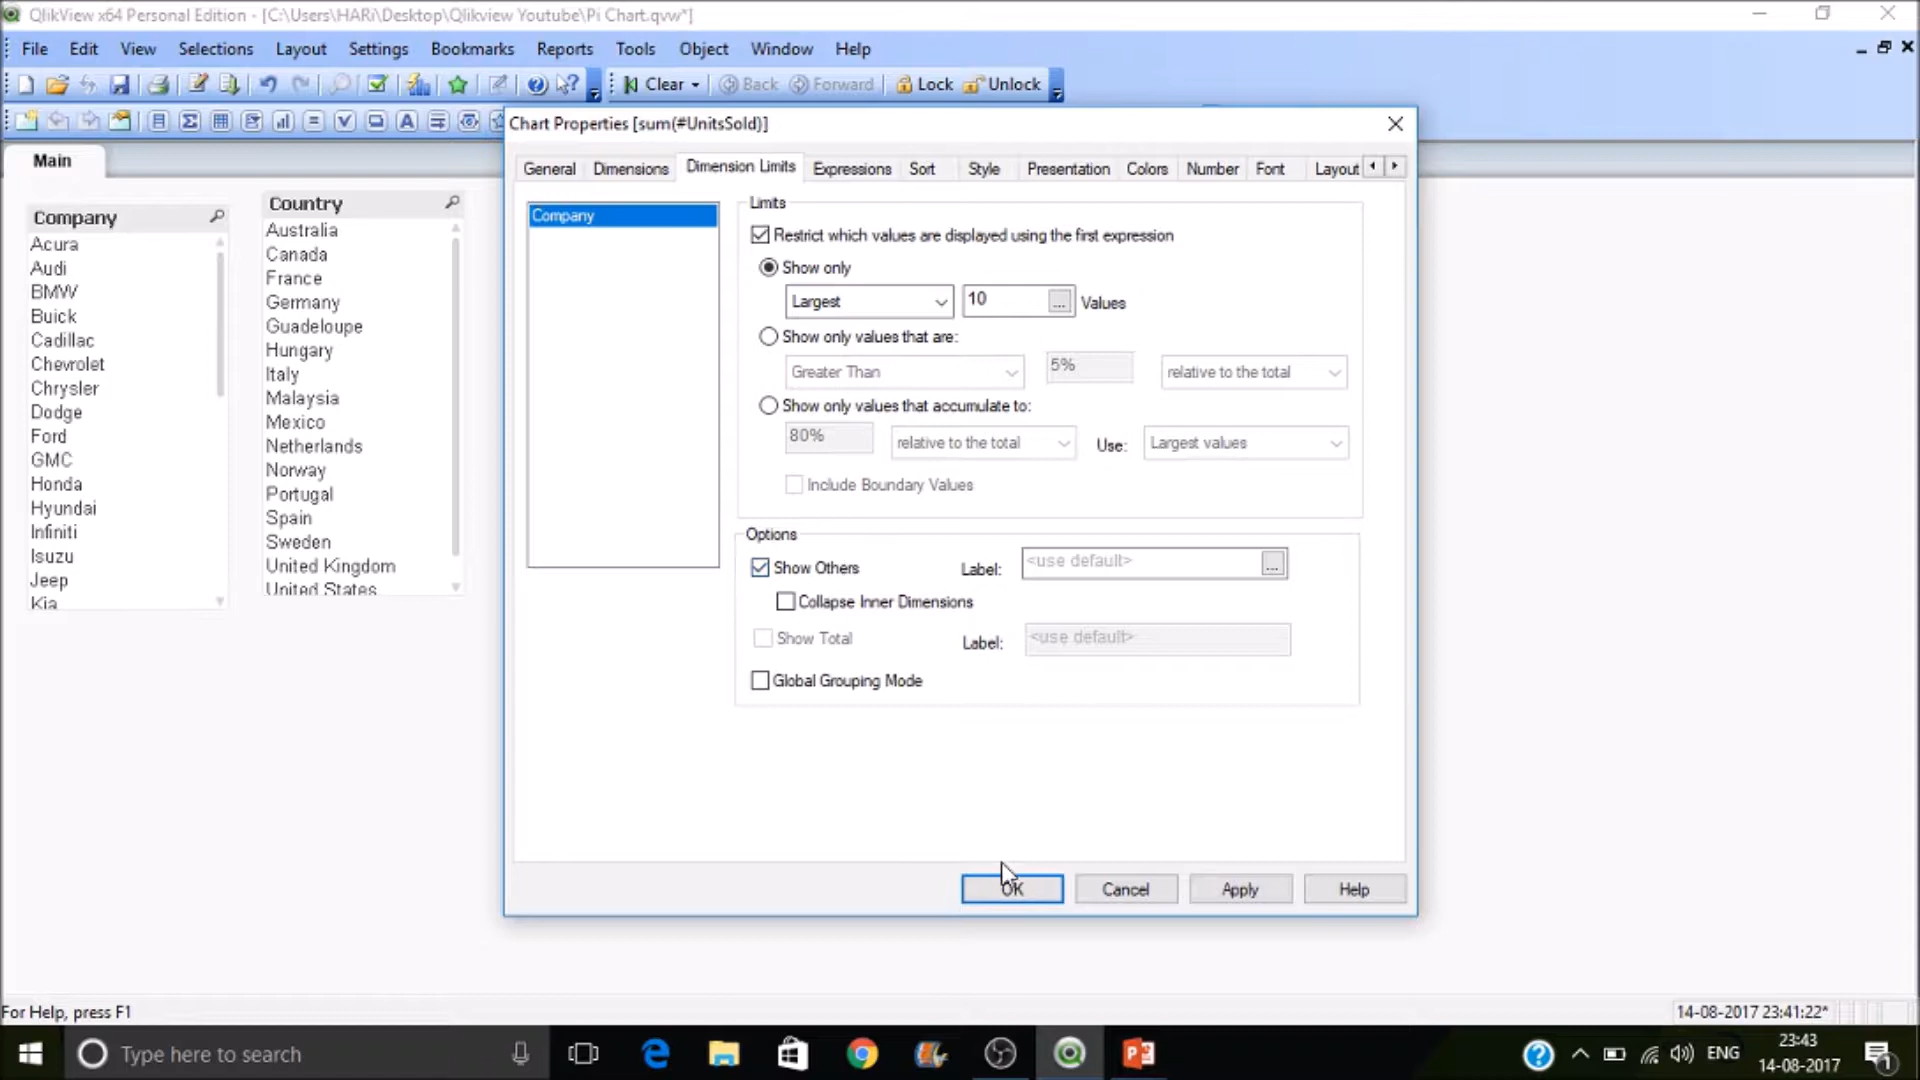 QlikView x64 Personal Edition - [C:\Users\HARi\Desktop\Qlikview Youtube\Pi Chart.qvw*]
File Edit View Selections Layout Settings Bookmarks Reports Tools Object Window Help
Clear Back Forward Lock Unlock
Main
Company
Acura
Audi
BMW
Buick
Cadillac
Chevrolet
Chrysler
Dodge
Ford
GMC
Honda
Hyundai
Infiniti
Isuzu
Jeep
Kia
Country
Australia
Canada
France
Germany
Guadeloupe
Hungary
Italy
Malaysia
Mexico
Netherlands
Norway
Portugal
Spain
Sweden
United Kingdom
United States
Chart Properties [sum(#UnitsSold)]
General Dimensions Dimension Limits Expressions Sort Style Presentation Colors Number Font Layout
Company
Limits
Restrict which values are displayed using the first expression
Show only
Largest 10 ... Values
Show only values that are:
Greater Than 5% relative to the total
Show only values that accumulate to:
80% relative to the total Use: Largest values
Include Boundary Values
Options
Show Others Label: <use default> ...
Collapse Inner Dimensions
Show Total Label: <use default>
Global Grouping Mode
OK Cancel Apply Help
For Help, press F1
14-08-2017 23:41:22*
Type here to search
ENG
23:43
14-08-2017
1